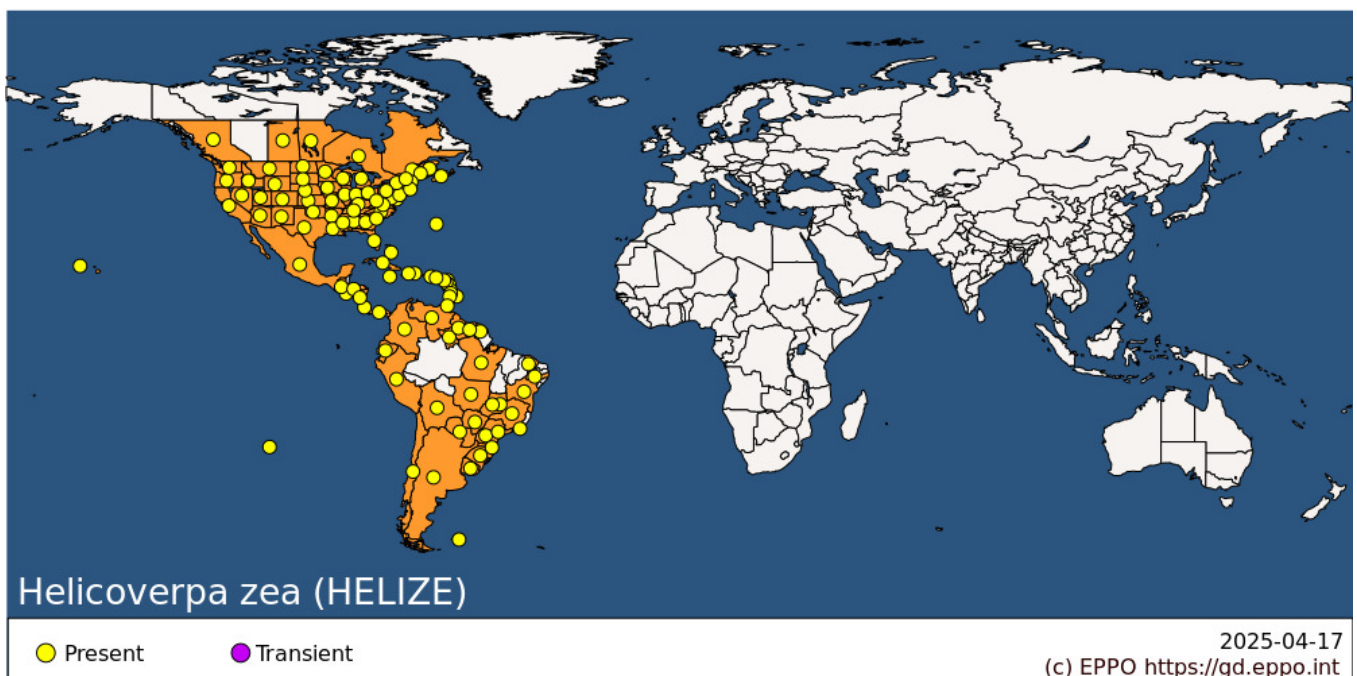 Helicoverpa zea (HELIZE)
Present
Transient
2025-04-17
(c) EPPO https://gd.eppo.int